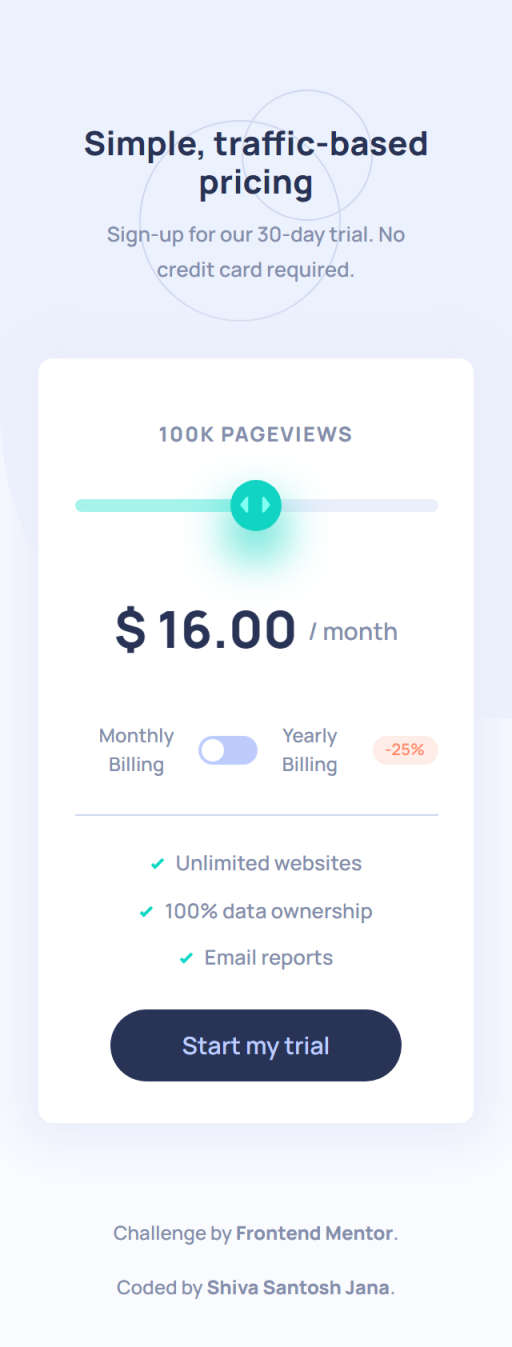 Simple, traffic-based
pricing
Sign-up for our 30-day trial. No
credit card required.
100K PAGEVIEWS
$ 16.00 / month
Monthly
Billing
Yearly
Billing
-25%
Unlimited websites
100% data ownership
Email reports
Start my trial
Challenge by Frontend Mentor.
Coded by Shiva Santosh Jana.